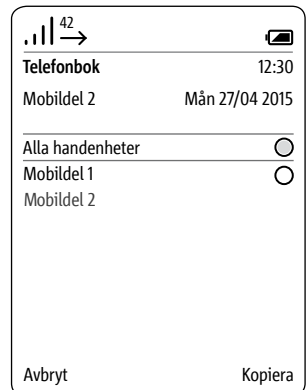 42
Telefonbok 12:30
Mobildel 2 Mån 27/04 2015
Alla handenheter
Mobildel 1
Mobildel 2
Avbryt Kopiera